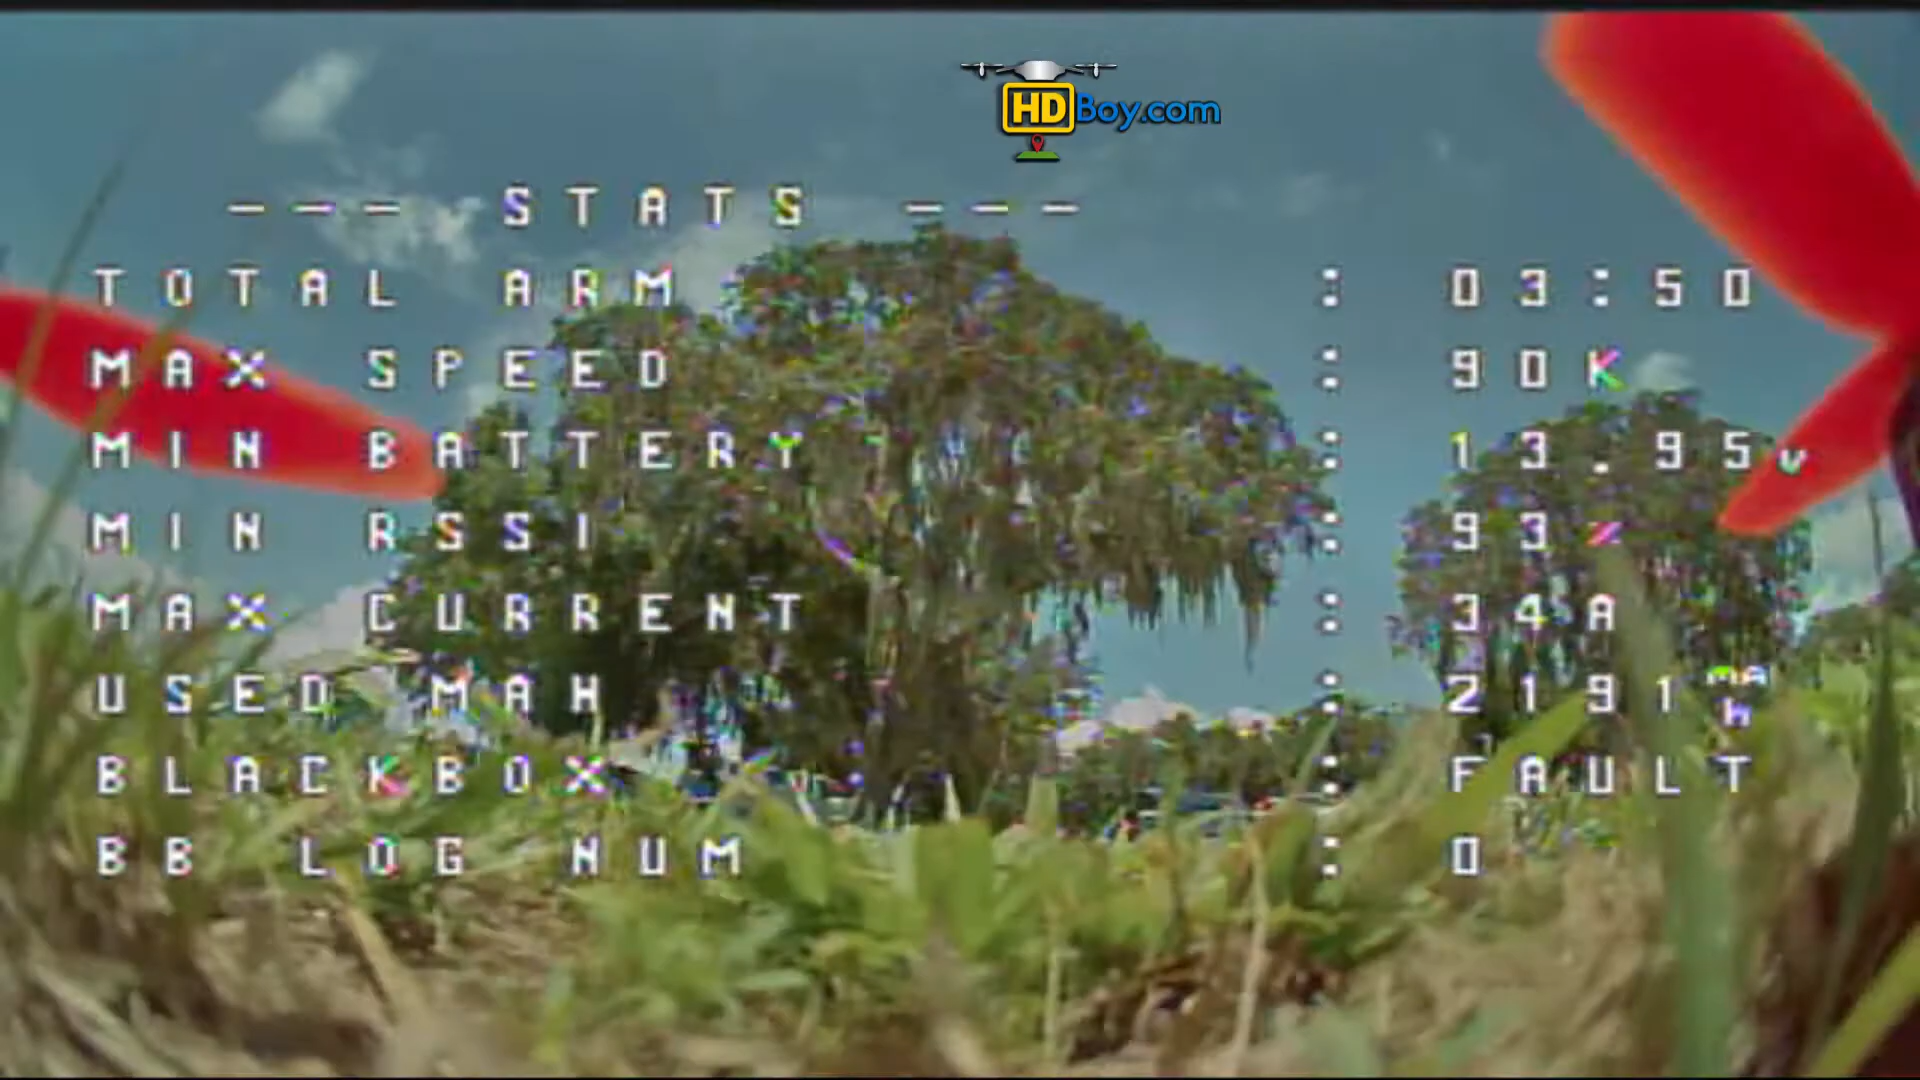 HDBoy.com
--- STATS ---
TOTAL ARM : 03:50
MAX SPEED : 90K
MIN BATTERY : 13.95v
MIN RSSI : 93%
MAX CURRENT : 34A
USED MAH : 2191mAh
BLACKBOX : FAULT
BB LOG NUM : 0